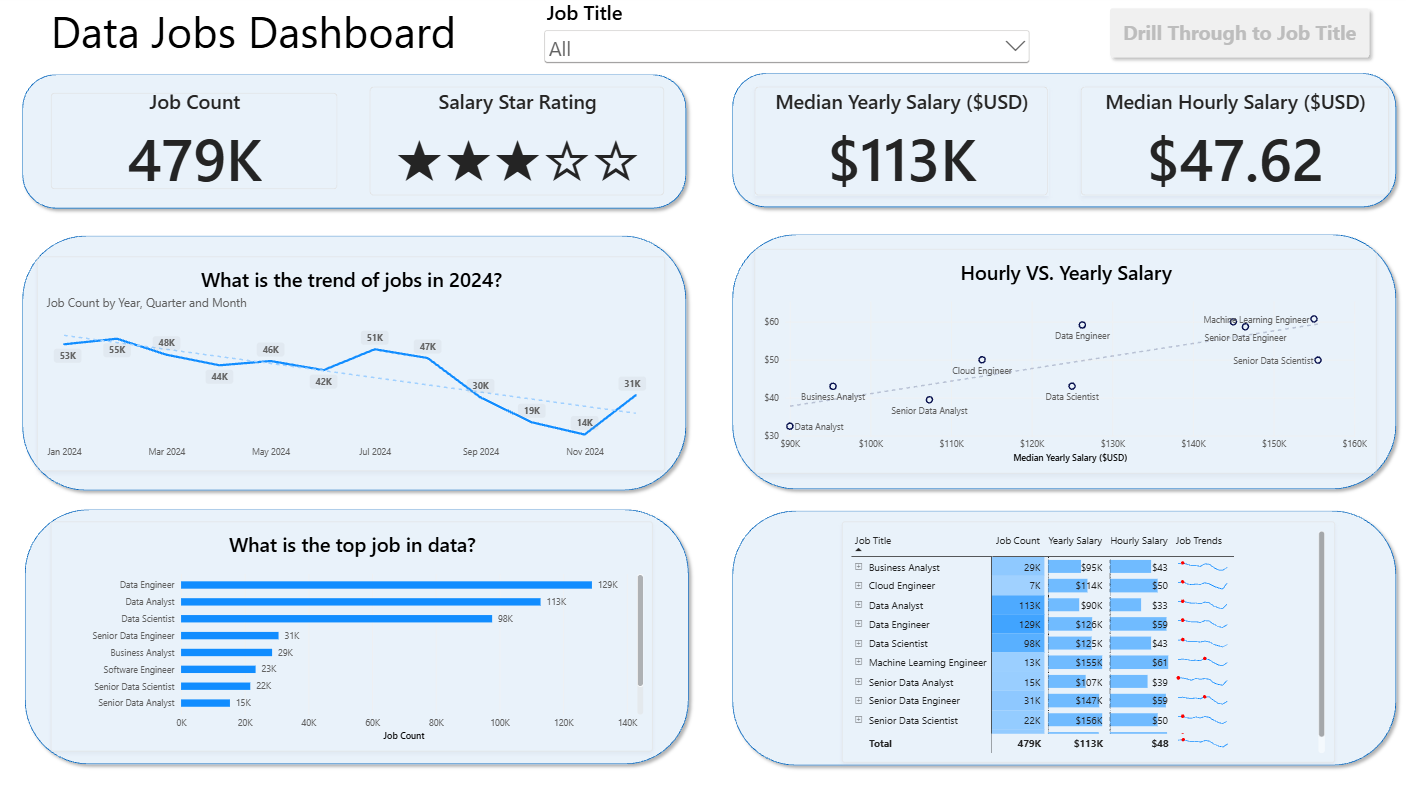 Data Jobs Dashboard
Job Title
All
Drill Through to Job Title
Job Count
479K
Salary Star Rating
★★★☆☆
Median Yearly Salary ($USD)
$113K
Median Hourly Salary ($USD)
$47.62
What is the trend of jobs in 2024?
Job Count by Year, Quarter and Month
53K
55K
48K
44K
46K
42K
51K
47K
30K
19K
14K
31K
Jan 2024
Mar 2024
May 2024
Jul 2024
Sep 2024
Nov 2024
Hourly VS. Yearly Salary
$60
$50
$40
$30
Machine Learning Engineer
Data Engineer
Senior Data Engineer
Senior Data Scientist
Cloud Engineer
Business Analyst
Data Scientist
Senior Data Analyst
Data Analyst
$90K
$100K
$110K
$120K
$130K
$140K
$150K
$160K
Median Yearly Salary ($USD)
What is the top job in data?
Data Engineer 129K
Data Analyst 113K
Data Scientist 98K
Senior Data Engineer 31K
Business Analyst 29K
Software Engineer 23K
Senior Data Scientist 22K
Senior Data Analyst 15K
0K 20K 40K 60K 80K 100K 120K 140K
Job Count
Job Title Job Count Yearly Salary Hourly Salary Job Trends
Business Analyst 29K $95K $43
Cloud Engineer 7K $114K $50
Data Analyst 113K $90K $33
Data Engineer 129K $126K $59
Data Scientist 98K $125K $43
Machine Learning Engineer 13K $155K $61
Senior Data Analyst 15K $107K $39
Senior Data Engineer 31K $147K $59
Senior Data Scientist 22K $156K $50
Total 479K $113K $48